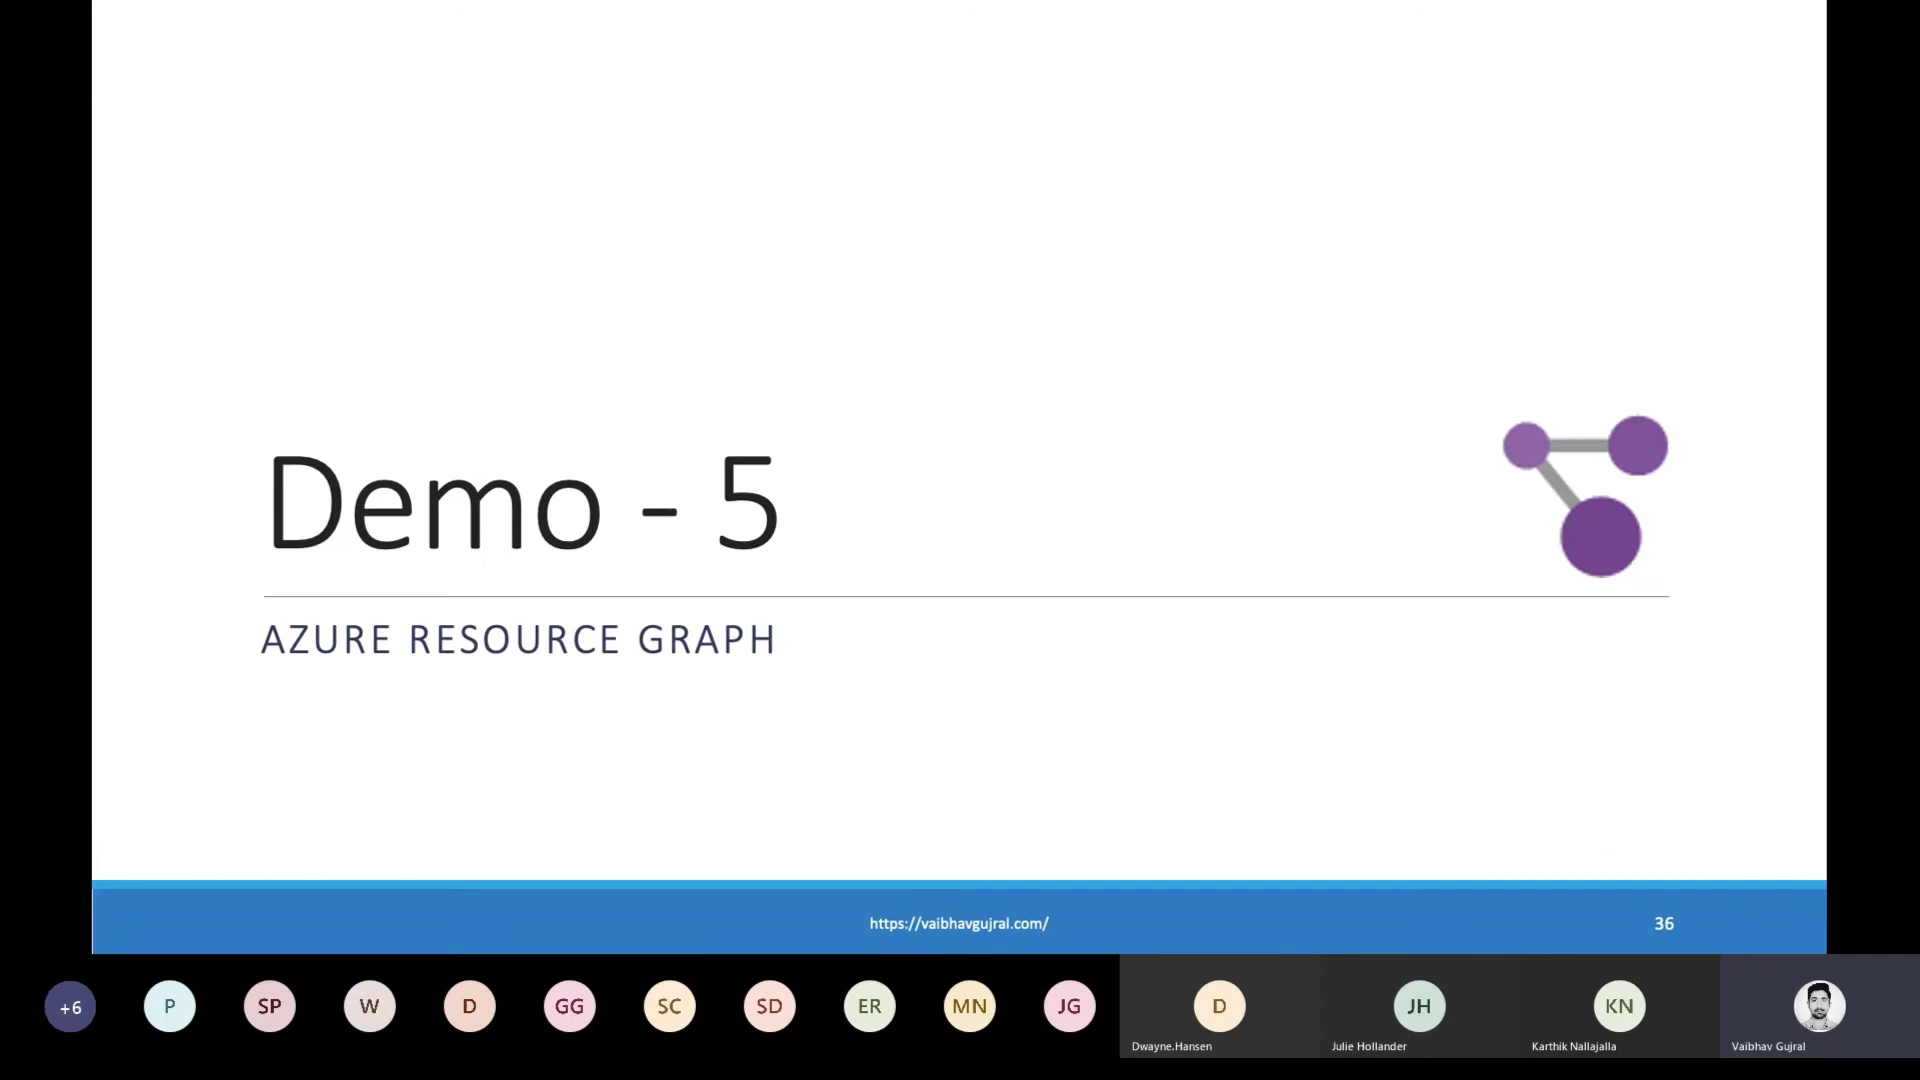 Demo - 5
AZURE RESOURCE GRAPH
https://vaibhavgujral.com/
36
+6
P
SP
W
D
GG
SC
SD
ER
MN
JG
D
JH
KN
Dwayne.Hansen
Julie Hollander
Karthik Nallajalla
Vaibhav Gujral